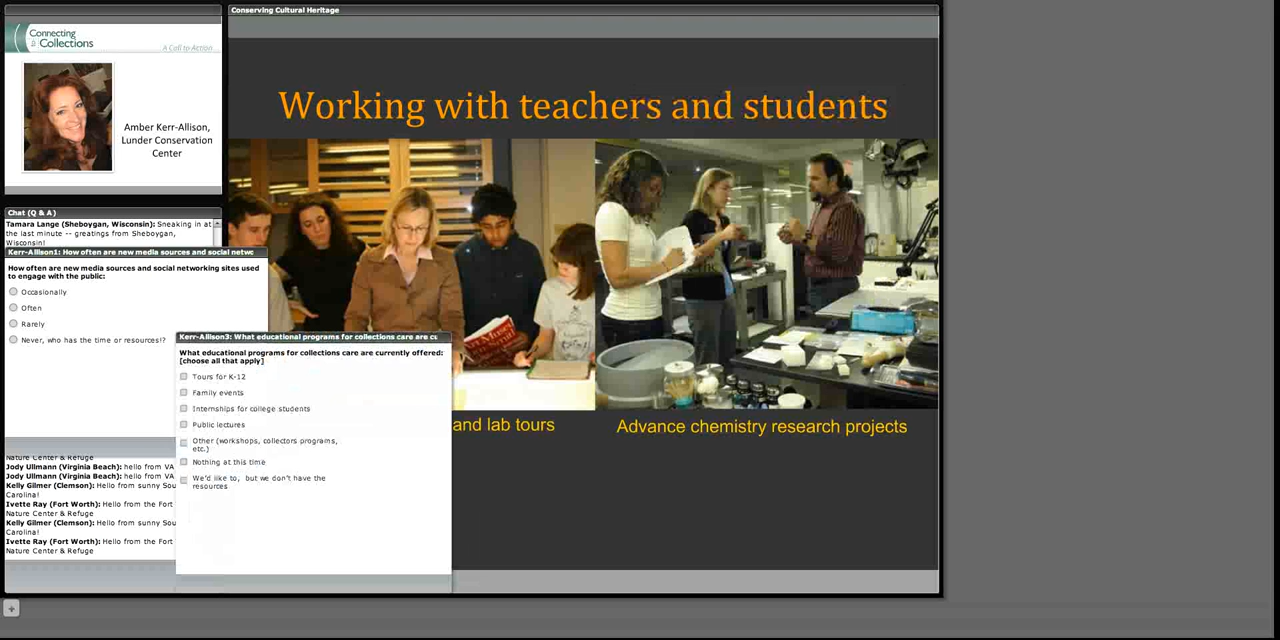 Conserving Cultural Heritage
Connecting
to Collections
A Call to Action
Amber Kerr-Allison,
Lunder Conservation
Center
Working with teachers and students
and lab tours
Advance chemistry research projects
Chat (Q & A)
Tamara Lange (Sheboygan, Wisconsin): Sneaking in at
the last minute -- greatings from Sheboygan,
Wisconsin!
Kerr-Allison1: How often are new media sources and social netwc
How often are new media sources and social networking sites used
to engage with the public:
Occasionally
Often
Rarely
Never, who has the time or resources!?
Kerr-Allison3: What educational programs for collections care are cu
What educational programs for collections care are currently offered:
[choose all that apply]
Tours for K-12
Family events
Internships for college students
Public lectures
Other (workshops, collectors programs,
etc.)
Nothing at this time
We'd like to, but we don't have the
resources
Nature Center & Refuge
Jody Ullmann (Virginia Beach): hello from VA
Jody Ullmann (Virginia Beach): hello from VA
Kelly Gilmer (Clemson): Hello from sunny Sou
Carolina!
Ivette Ray (Fort Worth): Hello from the Fort
Nature Center & Refuge
Kelly Gilmer (Clemson): Hello from sunny Sou
Carolina!
Ivette Ray (Fort Worth): Hello from the Fort
Nature Center & Refuge